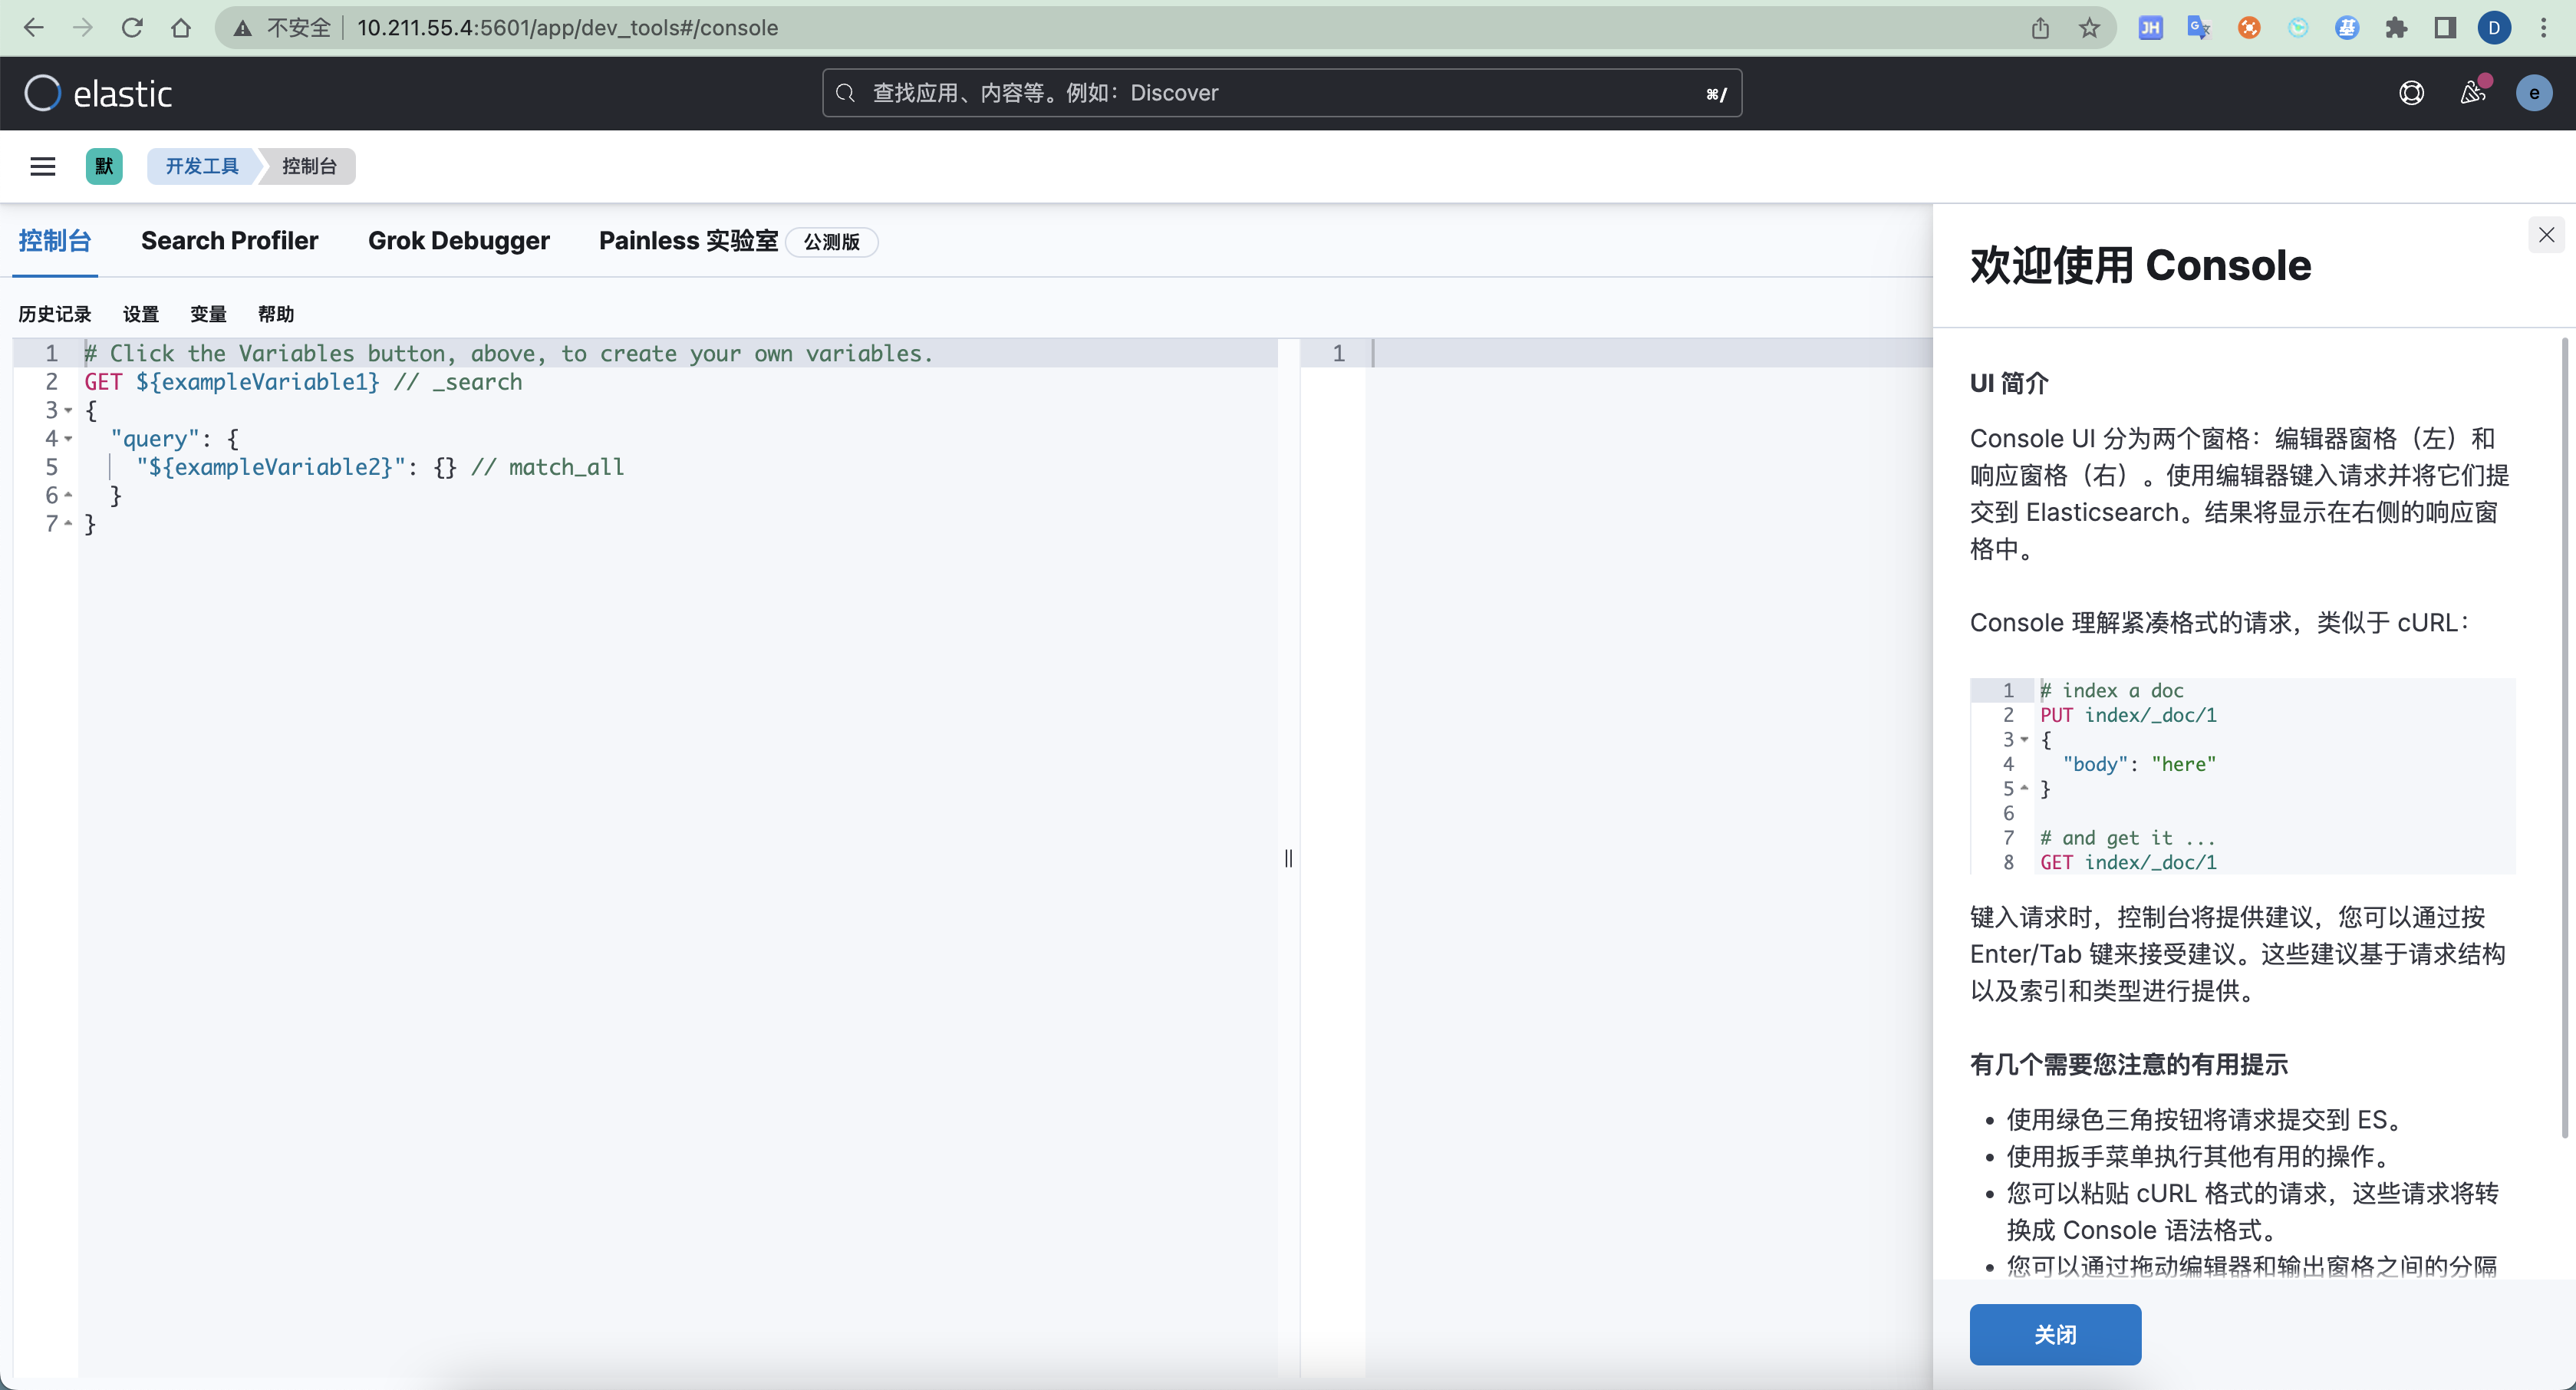 不安全 10.211.55.4:5601/app/dev_tools#/console
JH
G
基
D
elastic
查找应用、内容等。例如：Discover
⌘/
e
默
开发工具
控制台
控制台
Search Profiler
Grok Debugger
Painless 实验室
公测版
历史记录
设置
变量
帮助
1 # Click the Variables button, above, to create your own variables.
2 GET ${exampleVariable1} // _search
3 {
4 "query": {
5 "${exampleVariable2}": {} // match_all
6 }
7 }
1
欢迎使用 Console
UI 简介
Console UI 分为两个窗格：编辑器窗格（左）和
响应窗格（右）。使用编辑器键入请求并将它们提
交到 Elasticsearch。结果将显示在右侧的响应窗
格中。
Console 理解紧凑格式的请求，类似于 cURL：
1 # index a doc
2 PUT index/_doc/1
3 {
4 "body": "here"
5 }
6
7 # and get it ...
8 GET index/_doc/1
键入请求时，控制台将提供建议，您可以通过按
Enter/Tab 键来接受建议。这些建议基于请求结构
以及索引和类型进行提供。
有几个需要您注意的有用提示
• 使用绿色三角按钮将请求提交到 ES。
• 使用扳手菜单执行其他有用的操作。
• 您可以粘贴 cURL 格式的请求，这些请求将转
换成 Console 语法格式。
• 您可以通过拖动编辑器和输出窗格之间的分隔
关闭